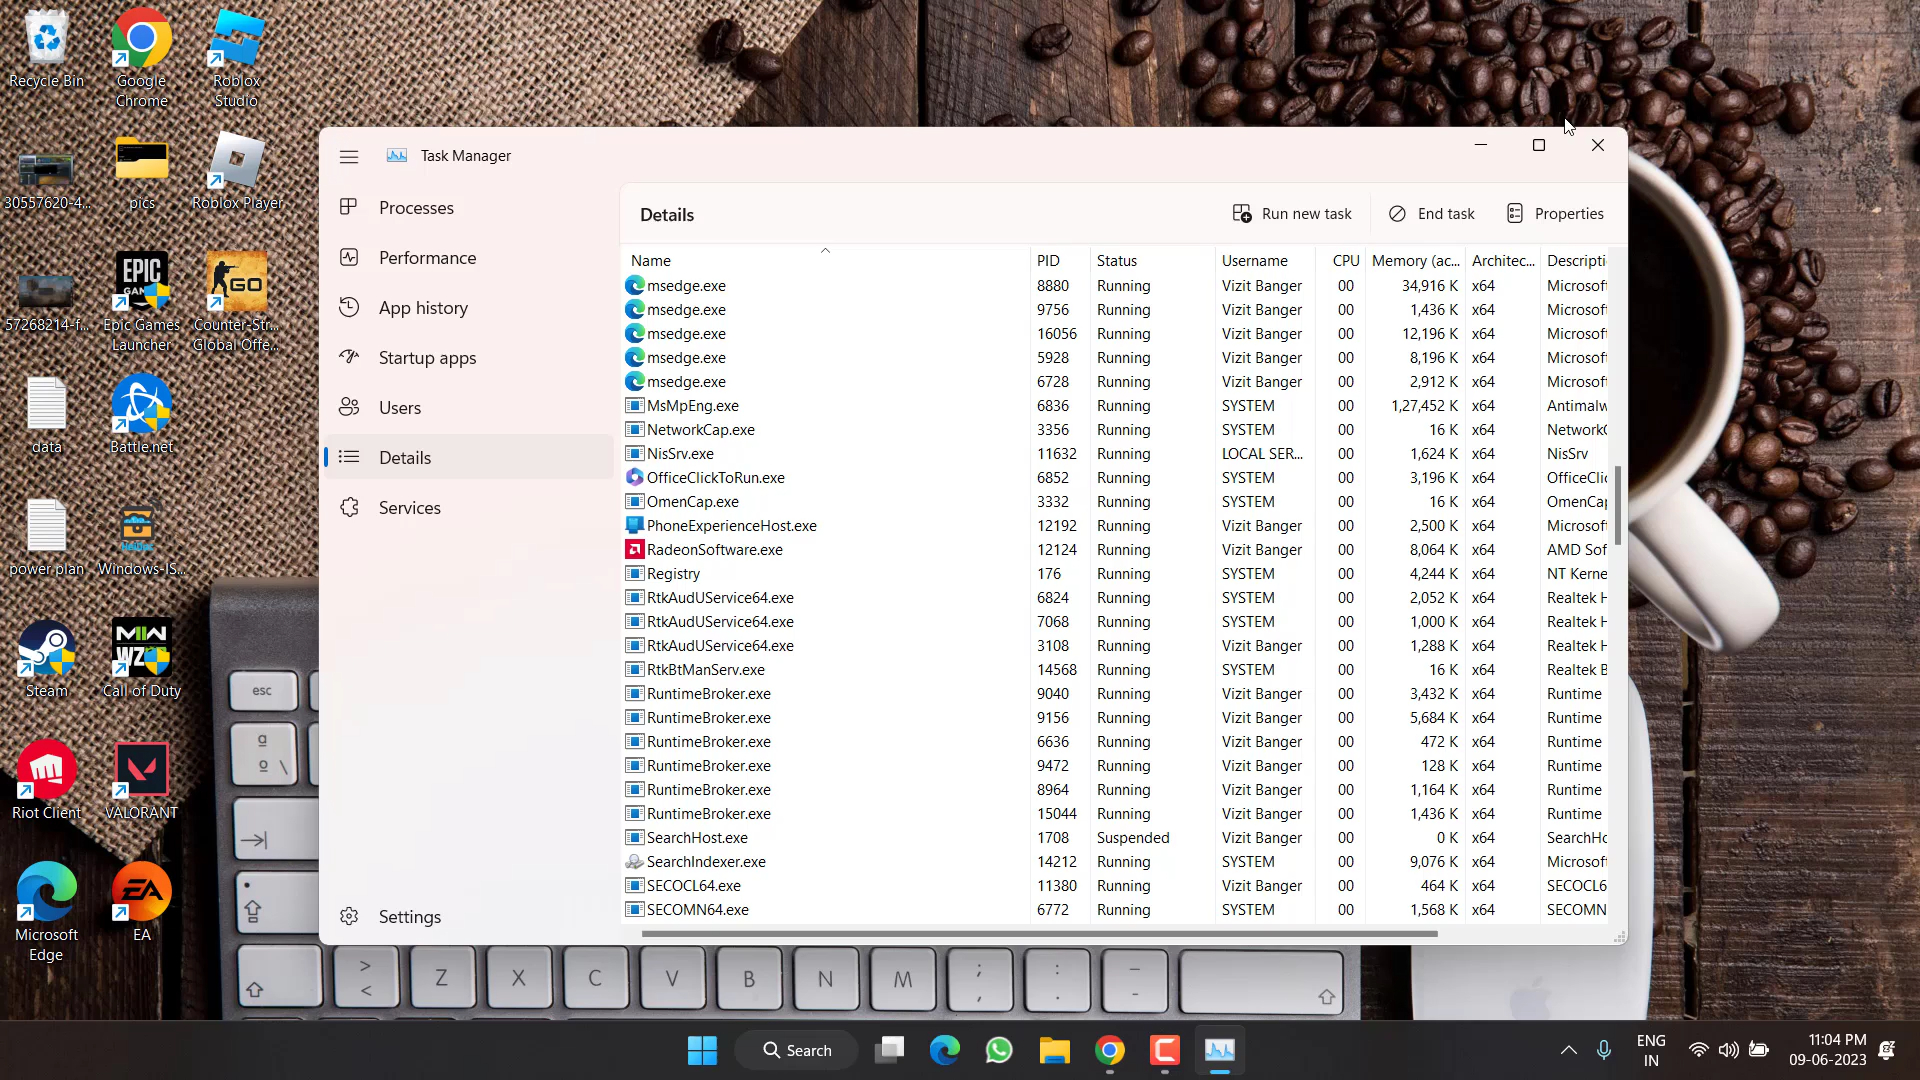 Recycle Bin
Google
Chrome
Roblox
Studio
30557620-4...
pics
Roblox Player
57268214-f...
EPIC
GAMES
Epic Games
Launcher
GO
Counter-Str...
Global Offe...
data
Battle.net
power plan
Windows-IS...
Steam
MW
WZ
Call of Duty
Riot Client
VALORANT
Microsoft
Edge
EA
EA
Task Manager
Processes
Performance
App history
Startup apps
Users
Details
Services
Settings
Details
Run new task
End task
Properties
Name PID Status Username CPU Memory (ac... Architec... Descripti
msedge.exe 8880 Running Vizit Banger 00 34,916 K x64 Microsoft
msedge.exe 9756 Running Vizit Banger 00 1,436 K x64 Microsoft
msedge.exe 16056 Running Vizit Banger 00 12,196 K x64 Microsoft
msedge.exe 5928 Running Vizit Banger 00 8,196 K x64 Microsoft
msedge.exe 6728 Running Vizit Banger 00 2,912 K x64 Microsoft
MsMpEng.exe 6836 Running SYSTEM 00 1,27,452 K x64 Antimalw
NetworkCap.exe 3356 Running SYSTEM 00 16 K x64 NetworkC
NisSrv.exe 11632 Running LOCAL SER... 00 1,624 K x64 NisSrv
OfficeClickToRun.exe 6852 Running SYSTEM 00 3,196 K x64 OfficeClic
OmenCap.exe 3332 Running SYSTEM 00 16 K x64 OmenCap
PhoneExperienceHost.exe 12192 Running Vizit Banger 00 2,500 K x64 Microsoft
RadeonSoftware.exe 12124 Running Vizit Banger 00 8,064 K x64 AMD Sof
Registry 176 Running SYSTEM 00 4,244 K x64 NT Kerne
RtkAudUService64.exe 6824 Running SYSTEM 00 2,052 K x64 Realtek H
RtkAudUService64.exe 7068 Running SYSTEM 00 1,000 K x64 Realtek H
RtkAudUService64.exe 3108 Running Vizit Banger 00 1,288 K x64 Realtek H
RtkBtManServ.exe 14568 Running SYSTEM 00 16 K x64 Realtek B
RuntimeBroker.exe 9040 Running Vizit Banger 00 3,432 K x64 Runtime
RuntimeBroker.exe 9156 Running Vizit Banger 00 5,684 K x64 Runtime
RuntimeBroker.exe 6636 Running Vizit Banger 00 472 K x64 Runtime
RuntimeBroker.exe 9472 Running Vizit Banger 00 128 K x64 Runtime
RuntimeBroker.exe 8964 Running Vizit Banger 00 1,164 K x64 Runtime
RuntimeBroker.exe 15044 Running Vizit Banger 00 1,436 K x64 Runtime
SearchHost.exe 1708 Suspended Vizit Banger 00 0 K x64 SearchHo
SearchIndexer.exe 14212 Running SYSTEM 00 9,076 K x64 Microsoft
SECOCL64.exe 11380 Running Vizit Banger 00 464 K x64 SECOCL6
SECOMN64.exe 6772 Running SYSTEM 00 1,568 K x64 SECOMN
esc
ª
º \
> < Z X C V B N M ; , : . _ -
Search
ENG
IN
11:04 PM
09-06-2023